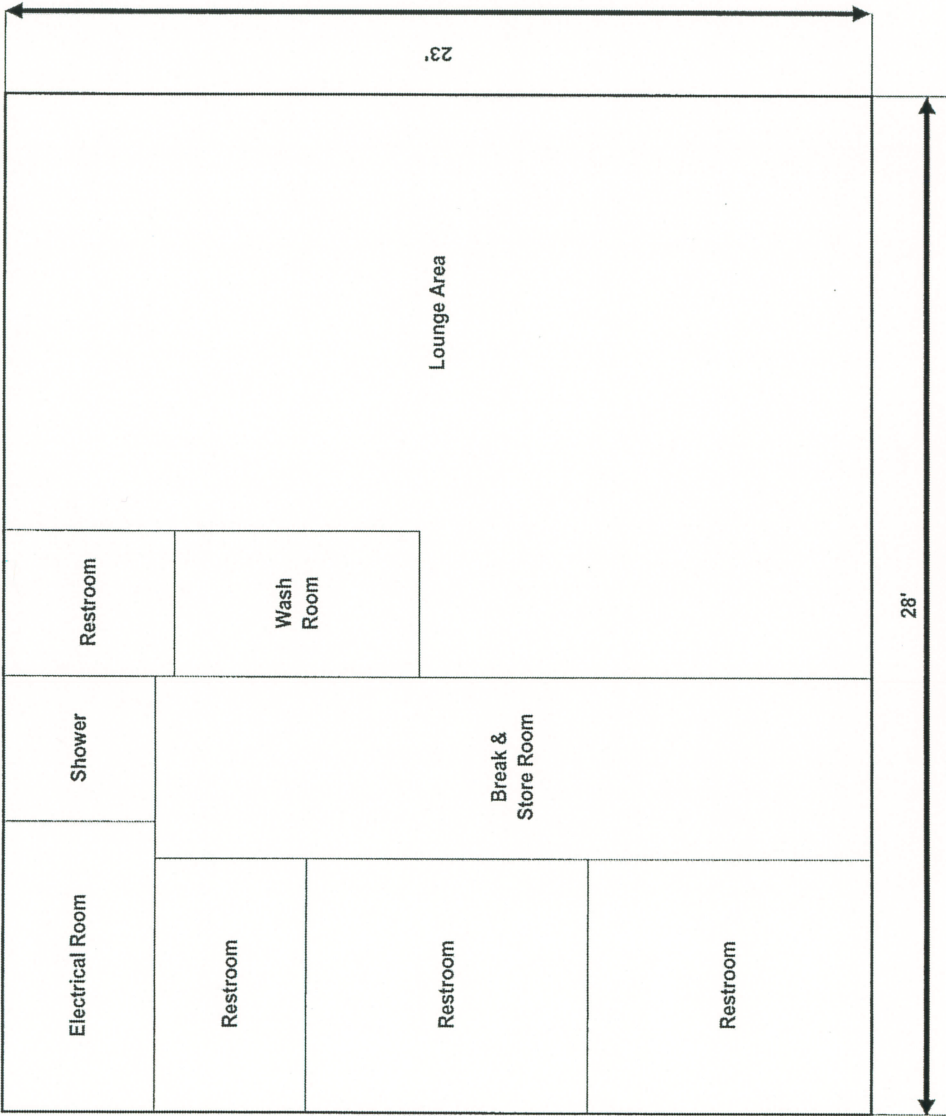 23'
Lounge Area
Restroom
Wash
Room
Shower
Break &
Store Room
Electrical Room
Restroom
Restroom
Restroom
28'